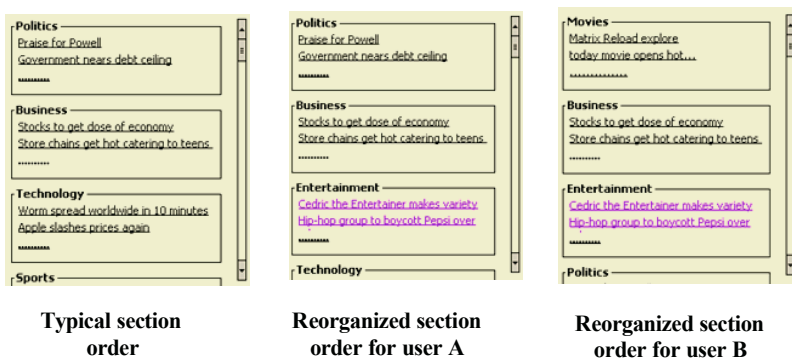 Politics
Praise for Powell
Government nears debt ceiling
..........
Business
Stocks to get dose of economy
Store chains get hot catering to teens
..........
Technology
Worm spread worldwide in 10 minutes
Apple slashes prices again
..........
Sports
Typical section
order
Politics
Praise for Powell
Government nears debt ceiling
..........
Business
Stocks to get dose of economy
Store chains get hot catering to teens
..........
Entertainment
Cedric the Entertainer makes variety
Hip-hop group to boycott Pepsi over
..........
Technology
Reorganized section
order for user A
Movies
Matrix Reload explore
today movie opens hot...
..............
Business
Stocks to get dose of economy
Store chains get hot catering to teens
..........
Entertainment
Cedric the Entertainer makes variety
Hip-hop group to boycott Pepsi over
..........
Politics
Reorganized section
order for user B